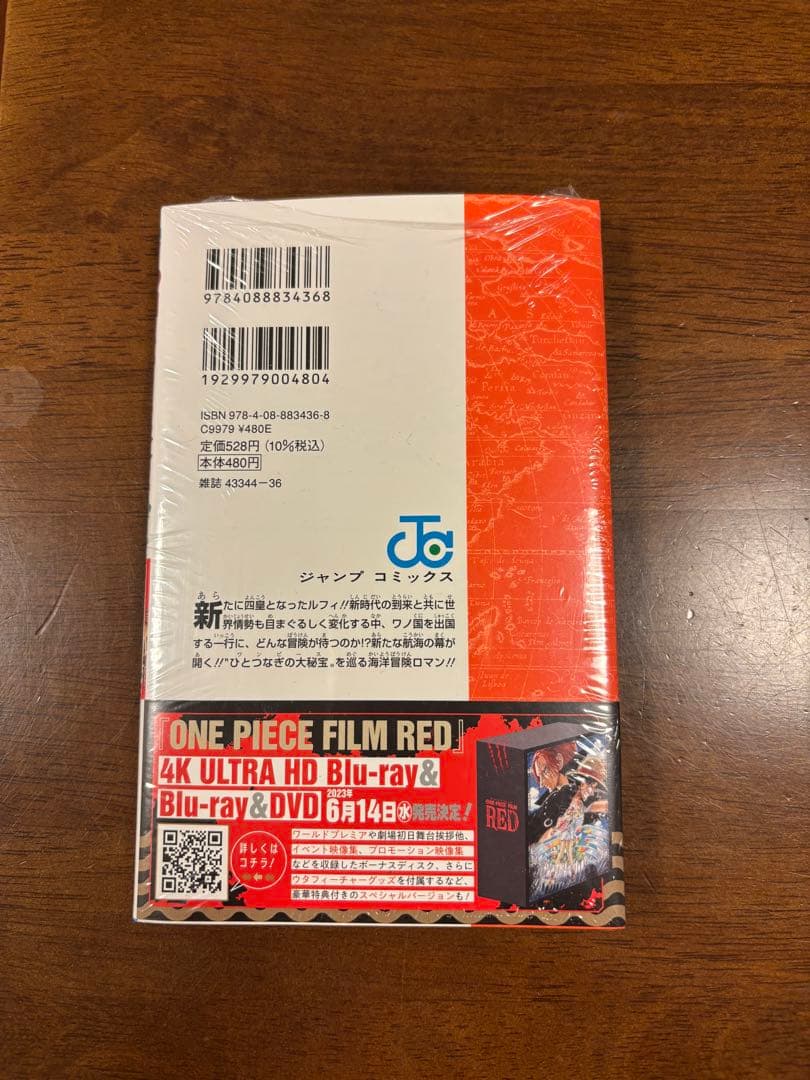 9784088834368
1929979004804
ISBN 978-4-08-883436-8
C9979 ¥480E
定価528円(10%税込)
本体480円
雑誌 43344-36
ジャンプ コミックス
新たに四皇となったルフィ!!新時代の到来と共に世
界情勢も目まぐるしく変化する中、ワノ国を出国
する一行に、どんな冒険が待つのか!?新たな航海の幕が
開く!!"ひとつなぎの大秘宝"を巡る海洋冒険ロマン!!
『ONE PIECE FILM RED』
4K ULTRA HD Blu-ray&
Blu-ray&DVD 2023年6月14日㊌発売決定!
詳しくは
コチラ!
ワールドプレミアや劇場初日舞台挨拶他、
イベント映像集、プロモーション映像集
などを収録したボーナスディスク、さらに
ウタフィーチャーグッズを付属するなど、
豪華特典付きのスペシャルバージョンも!
ONE PIECE FILM
RED